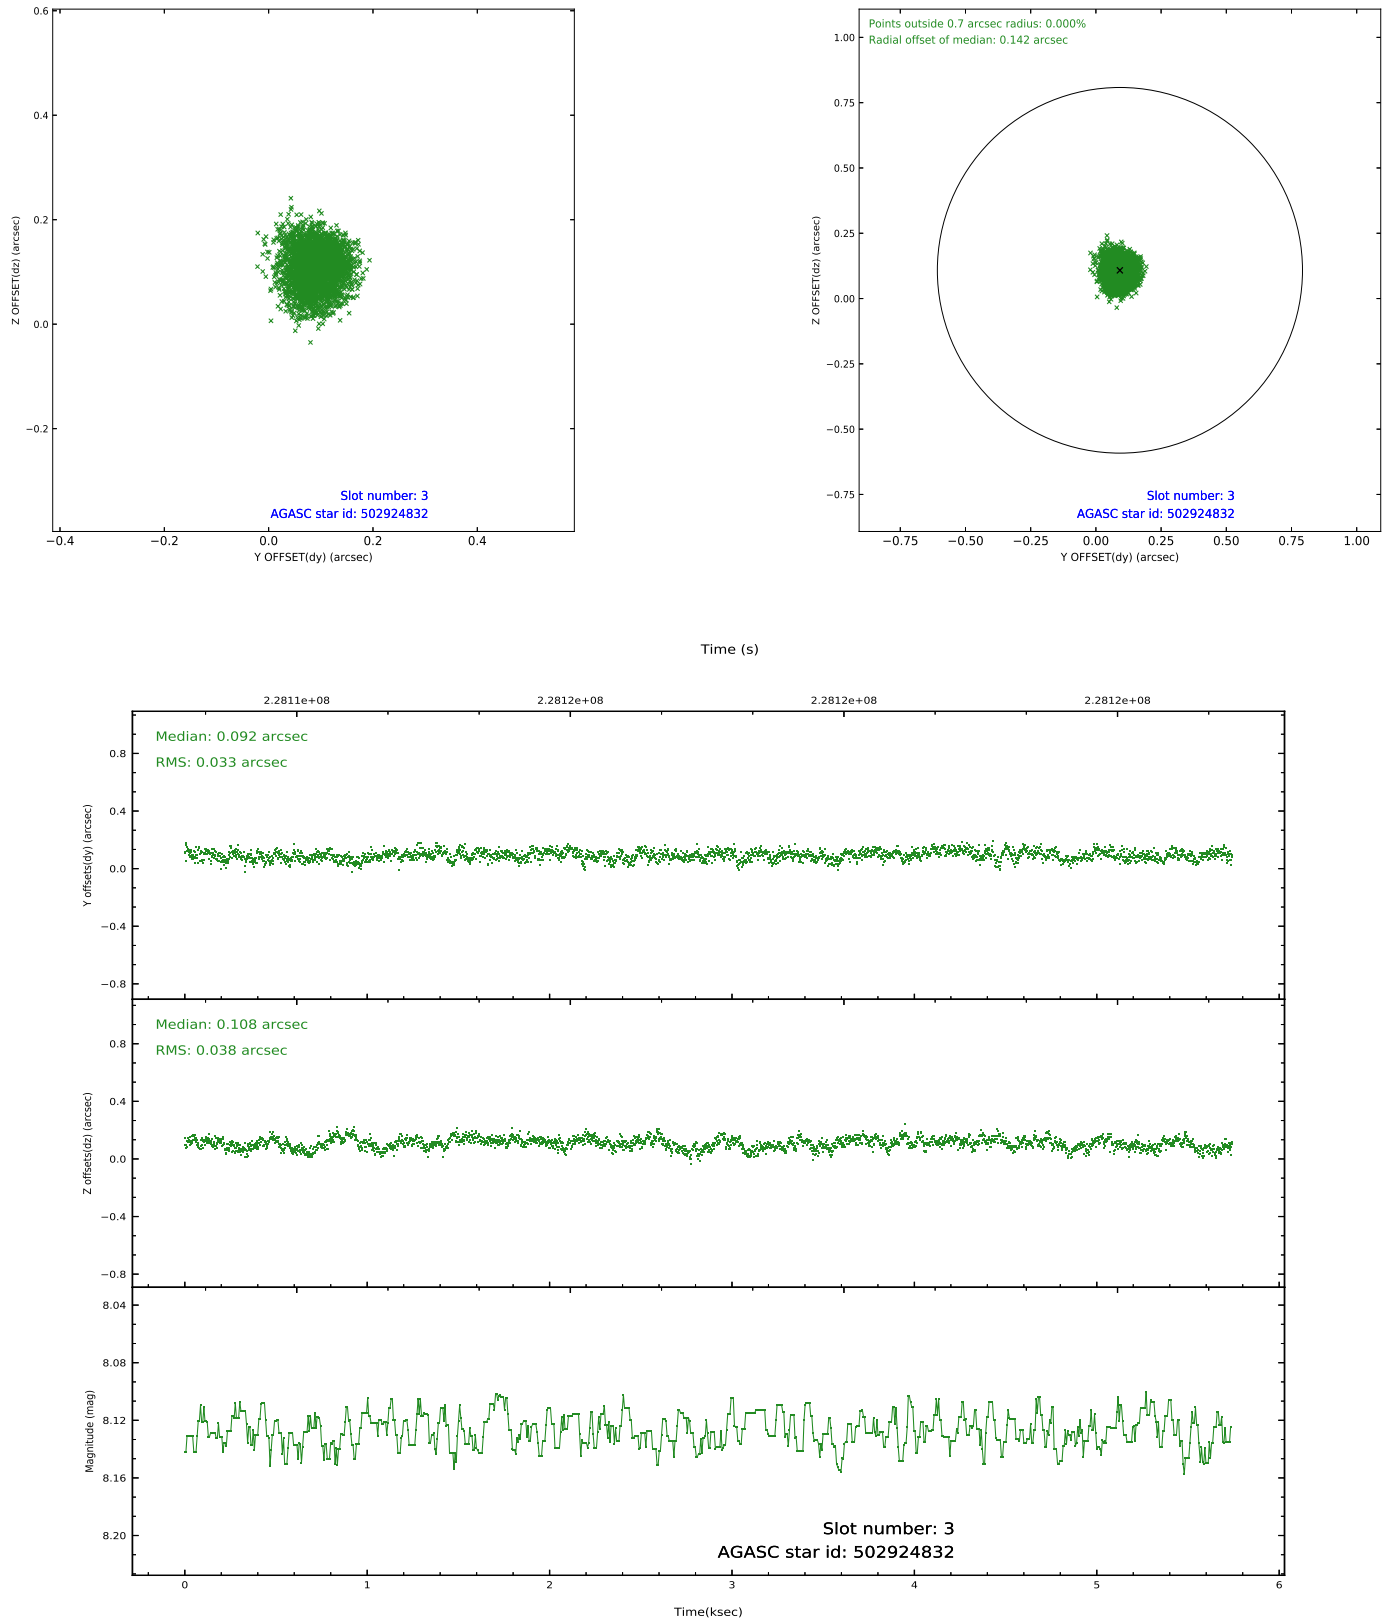 0.6
0.4
0.2
0.0
−0.2
Z OFFSET(dz) (arcsec)
Slot number: 3
AGASC star id: 502924832
−0.4 −0.2 0.0 0.2 0.4
Y OFFSET(dy) (arcsec)
Points outside 0.7 arcsec radius: 0.000%
Radial offset of median: 0.142 arcsec
1.00
0.75
0.50
0.25
0.00
−0.25
−0.50
−0.75
Z OFFSET(dz) (arcsec)
Slot number: 3
AGASC star id: 502924832
−0.75 −0.50 −0.25 0.00 0.25 0.50 0.75 1.00
Y OFFSET(dy) (arcsec)
Time (s)
2.2811e+08 2.2812e+08 2.2812e+08 2.2812e+08
Median: 0.092 arcsec
RMS: 0.033 arcsec
0.8
0.4
0.0
−0.4
−0.8
Y offsets(dy) (arcsec)
Median: 0.108 arcsec
RMS: 0.038 arcsec
0.8
0.4
0.0
−0.4
−0.8
Z offsets(dz) (arcsec)
8.04
8.08
8.12
8.16
8.20
Magnitude (mag)
Slot number: 3
AGASC star id: 502924832
0 1 2 3 4 5 6
Time(ksec)